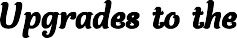 Upgrades to the